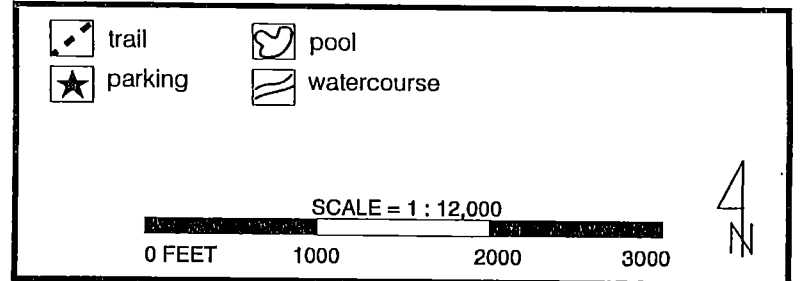 trail
pool
parking
watercourse
SCALE = 1 : 12,000
0 FEET 1000 2000 3000
N